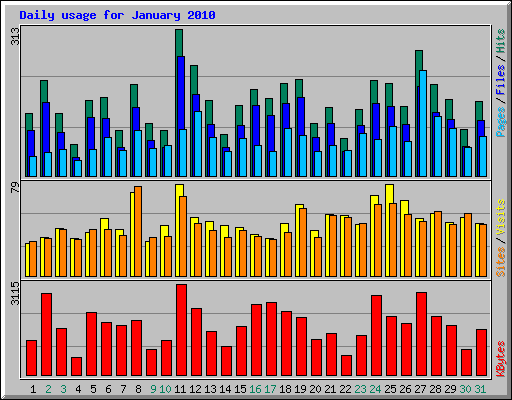 Daily usage for January 2010
313
Pages / Files / Hits
79
Sites / Visits
3115
KBytes
1 2 3 4 5 6 7 8 9 10 11 12 13 14 15 16 17 18 19 20 21 22 23 24 25 26 27 28 29 30 31